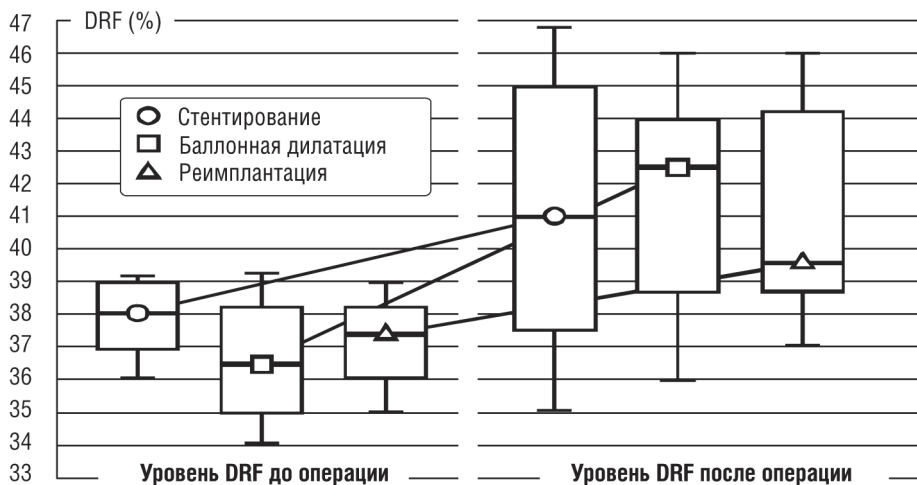 DRF (%)
47
46
45
44
43
42
41
40
39
38
37
36
35
34
33
Стентирование
Баллонная дилатация
Реимплантация
Уровень DRF до операции
Уровень DRF после операции